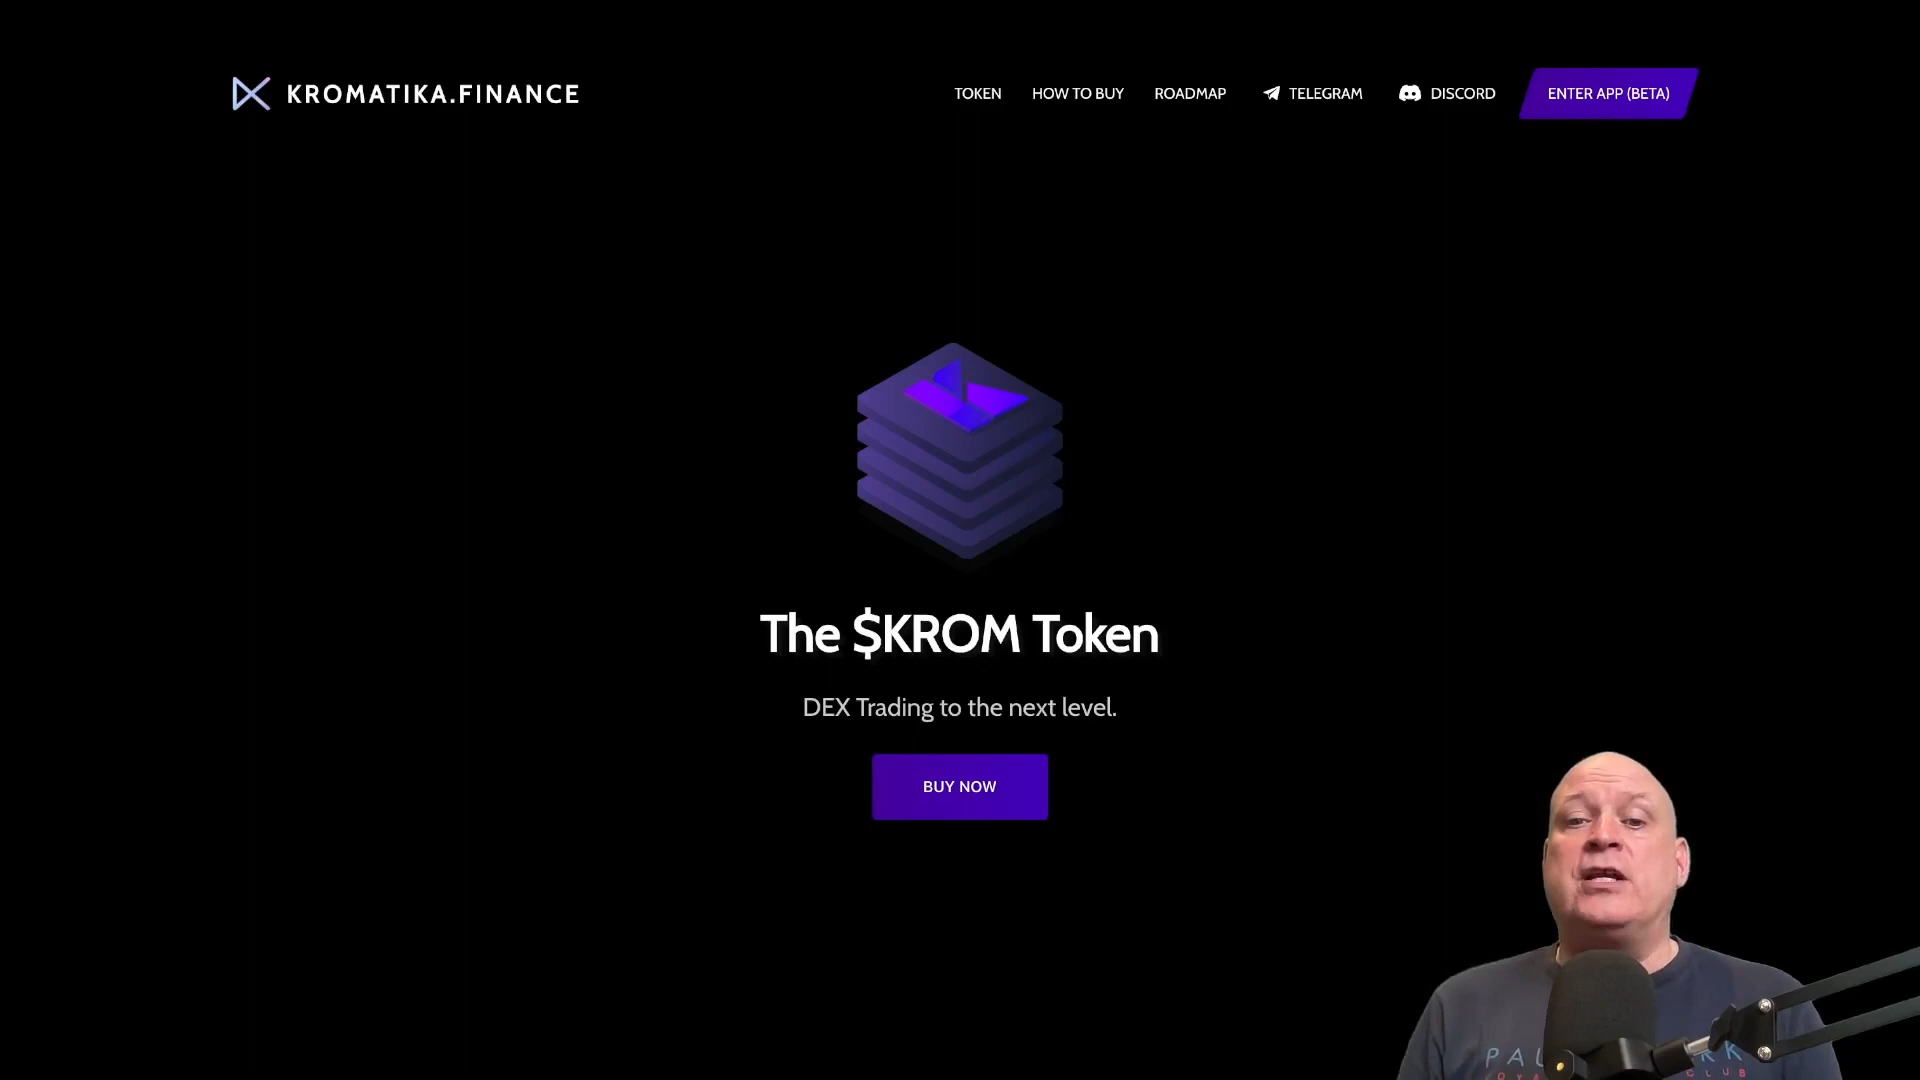 KROMATIKA.FINANCE
TOKEN HOW TO BUY ROADMAP TELEGRAM DISCORD ENTER APP (BETA)
The $KROM Token
DEX Trading to the next level.
BUY NOW
CLUB